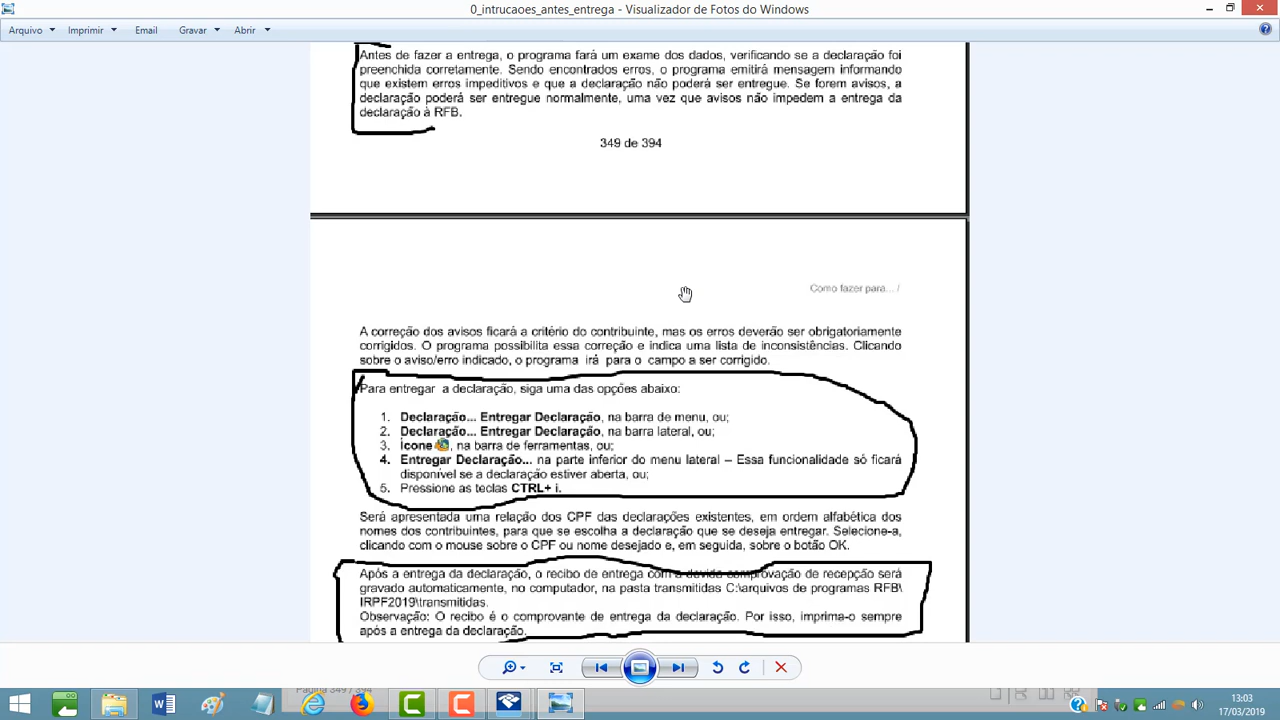 0_intrucaoes_antes_entrega - Visualizador de Fotos do Windows
Arquivo Imprimir Email Gravar Abrir
Antes de fazer a entrega, o programa fará um exame dos dados, verificando se a declaração foi
preenchida corretamente. Sendo encontrados erros, o programa emitirá mensagem informando
que existem erros impeditivos e que a declaração não poderá ser entregue. Se forem avisos, a
declaração poderá ser entregue normalmente, uma vez que avisos não impedem a entrega da
declaração à RFB.
349 de 394
Como fazer para... /
A correção dos avisos ficará a critério do contribuinte, mas os erros deverão ser obrigatoriamente
corrigidos. O programa possibilita essa correção e indica uma lista de inconsistências. Clicando
sobre o aviso/erro indicado, o programa irá para o campo a ser corrigido.
Para entregar a declaração, siga uma das opções abaixo:
1. Declaração... Entregar Declaração, na barra de menu, ou;
2. Declaração... Entregar Declaração, na barra lateral, ou;
3. ícone , na barra de ferramentas, ou;
4. Entregar Declaração... na parte inferior do menu lateral – Essa funcionalidade só ficará
disponível se a declaração estiver aberta, ou;
5. Pressione as teclas CTRL+ i.
Será apresentada uma relação dos CPF das declarações existentes, em ordem alfabética dos
nomes dos contribuintes, para que se escolha a declaração que se deseja entregar. Selecione-a,
clicando com o mouse sobre o CPF ou nome desejado e, em seguida, sobre o botão OK.
Após a entrega da declaração, o recibo de entrega com a devida comprovação de recepção será
gravado automaticamente, no computador, na pasta transmitidas C:\arquivos de programas RFB\
IRPF2019\transmitidas.
Observação: O recibo é o comprovante de entrega da declaração. Por isso, imprima-o sempre
após a entrega da declaração.
Página 349 / 394
13:03
17/03/2019